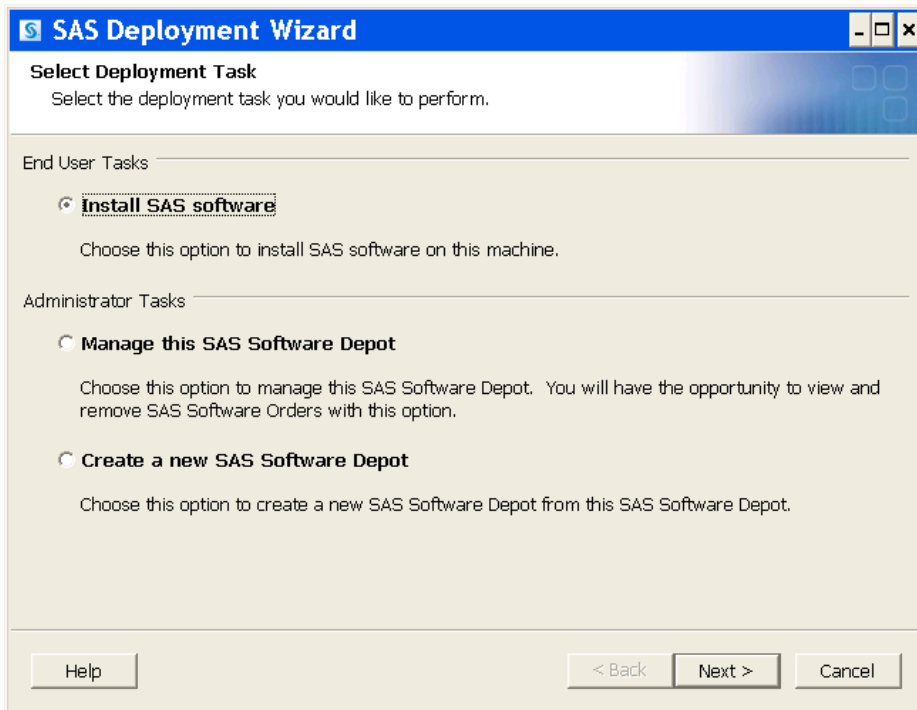 SAS Deployment Wizard
Select Deployment Task
Select the deployment task you would like to perform.
End User Tasks
Install SAS software
Choose this option to install SAS software on this machine.
Administrator Tasks
Manage this SAS Software Depot
Choose this option to manage this SAS Software Depot.  You will have the opportunity to view and
remove SAS Software Orders with this option.
Create a new SAS Software Depot
Choose this option to create a new SAS Software Depot from this SAS Software Depot.
Help
< Back
Next >
Cancel